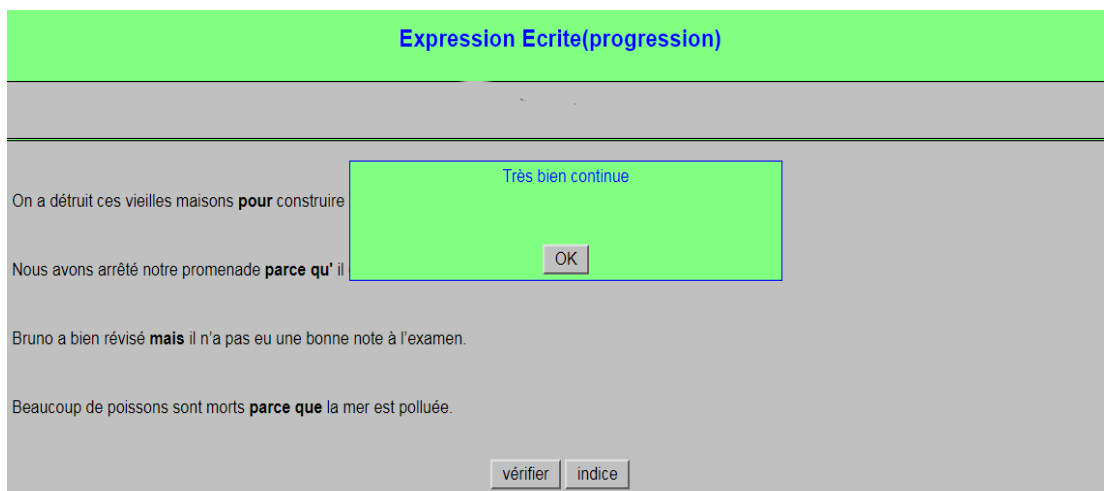 Expression Ecrite(progression)
Très bien continue
On a détruit ces vieilles maisons pour construire
OK
Nous avons arrêté notre promenade parce qu' il
Bruno a bien révisé mais il n'a pas eu une bonne note à l'examen.
Beaucoup de poissons sont morts parce que la mer est polluée.
vérifier indice